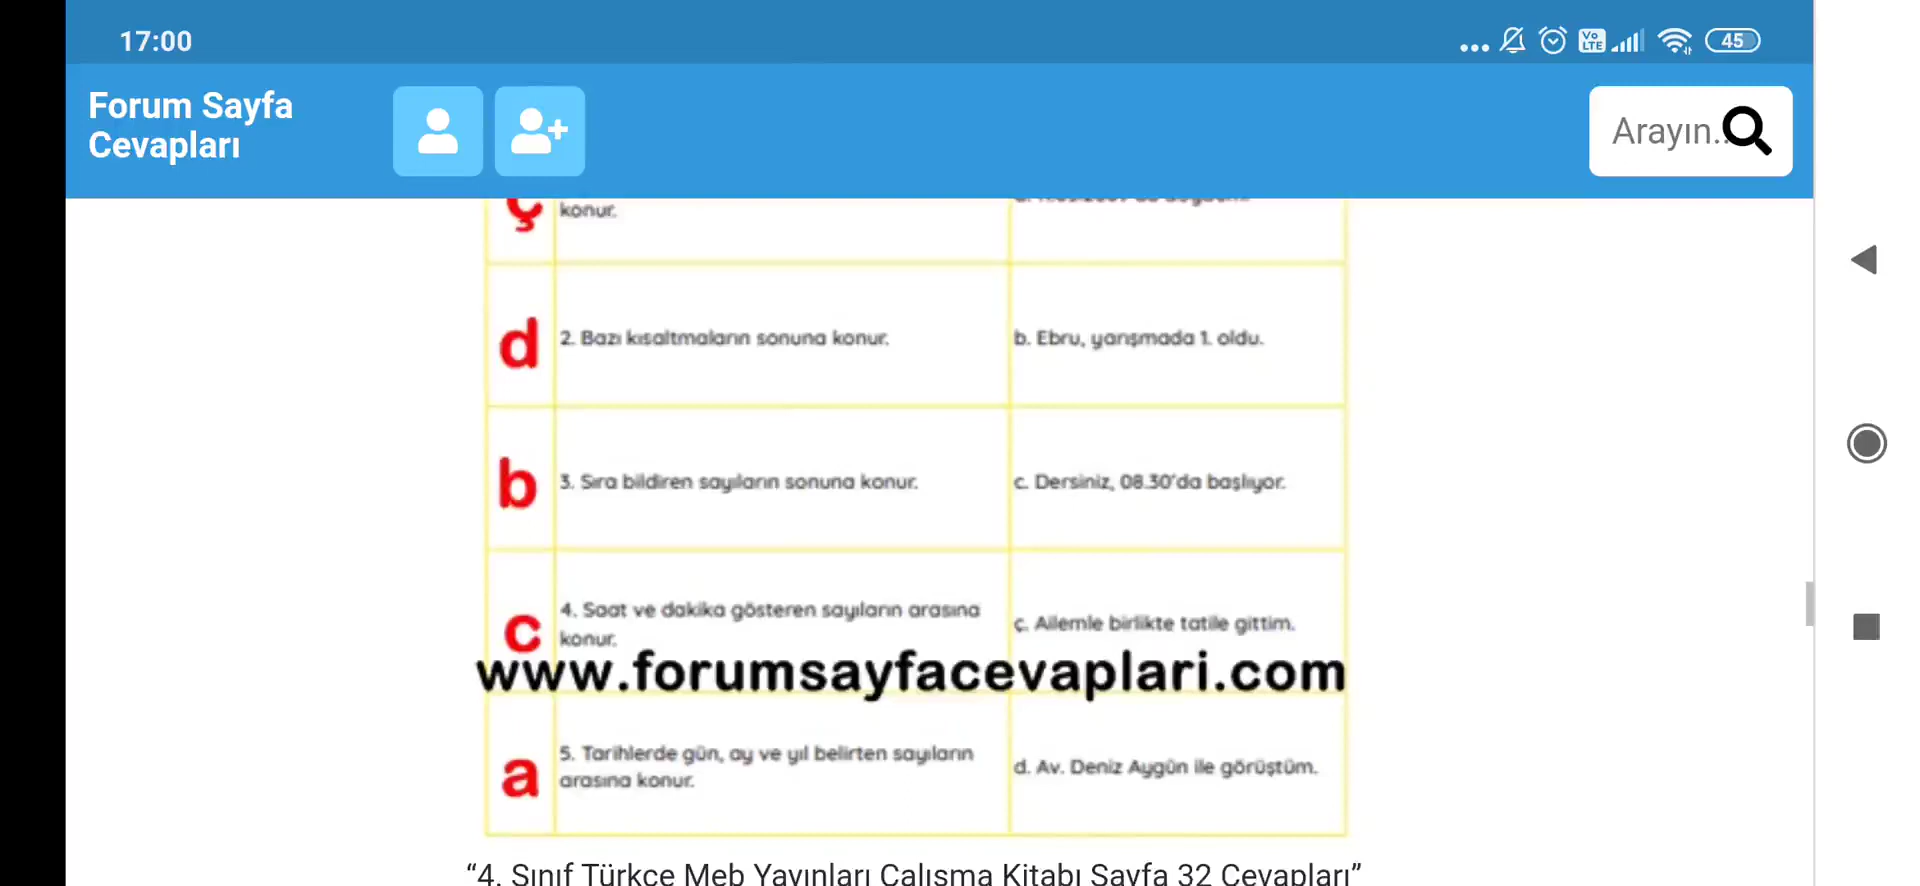 17:00
Vo LTE 45
Forum Sayfa
Cevapları
Arayın..
ç
konur.
d
2. Bazı kısaltmaların sonuna konur.
b. Ebru, yarışmada 1. oldu.
b
3. Sıra bildiren sayıların sonuna konur.
c. Dersiniz, 08.30'da başlıyor.
c
4. Saat ve dakika gösteren sayıların arasına
konur.
ç. Ailemle birlikte tatile gittim.
www.forumsayfacevaplari.com
a
5. Tarihlerde gün, ay ve yıl belirten sayıların
arasına konur.
d. Av. Deniz Aygün ile görüştüm.
“4. Sınıf Türkçe Meb Yayınları Çalışma Kitabı Sayfa 32 Cevapları”